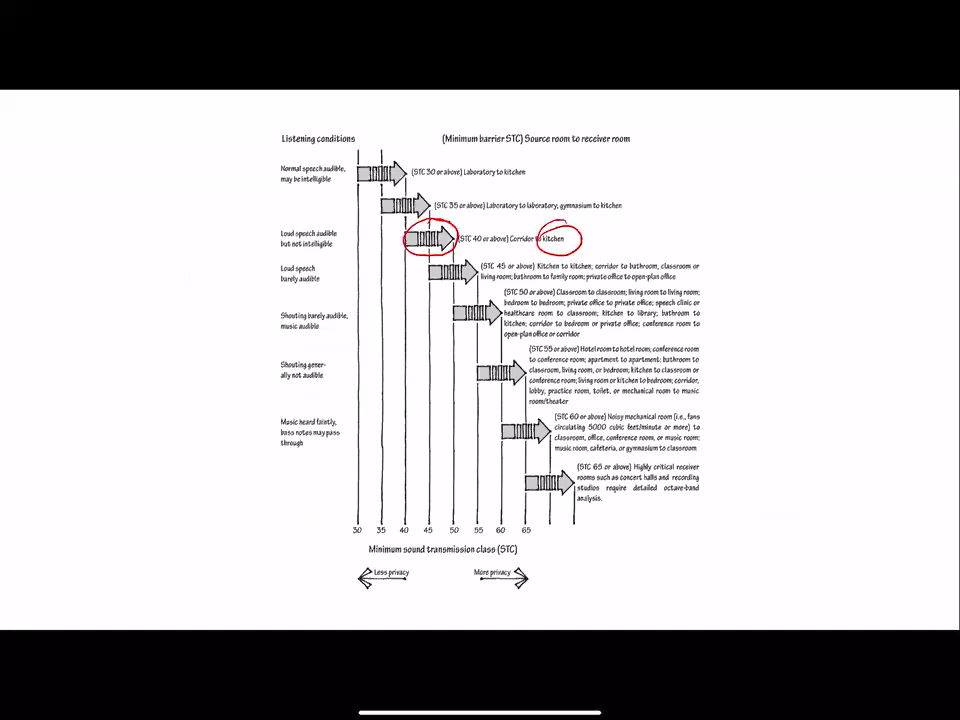 Listening conditions
(Minimum barrier STC) Source room to receiver room
Normal speech audible,
may be intelligible
(STC 30 or above) Laboratory to kitchen
(STC 35 or above) Laboratory to laboratory, gymnasium to kitchen
Loud speech audible
but not intelligible
(STC 40 or above) Corridor to kitchen
Loud speech
barely audible
(STC 45 or above) Kitchen to kitchen; corridor to bathroom, classroom or
living room; bathroom to family room; private office to open-plan office
Shouting barely audible,
music audible
(STC 50 or above) Classroom to classroom; living room to living room;
bedroom to bedroom; private office to private office; speech clinic or
healthcare room to classroom; kitchen to library; bathroom to
kitchen; corridor to bedroom or private office; conference room to
open-plan office or corridor
Shouting gener-
ally not audible
(STC 55 or above) Hotel room to hotel room; conference room
to conference room; apartment to apartment; bathroom to
classroom, living room, or bedroom; kitchen to classroom or
conference room; living room or kitchen to bedroom; corridor,
lobby, practice room, toilet, or mechanical room to music
room/theater
Music heard faintly,
bass notes may pass
through
(STC 60 or above) Noisy mechanical room (i.e., fans
circulating 5000 cubic feet/minute or more) to
classroom, office, conference room, or music room;
music room, cafeteria, or gymnasium to classroom
(STC 65 or above) Highly critical receiver
rooms such as concert halls and recording
studios require detailed octave-band
analysis.
30 35 40 45 50 55 60 65
Minimum sound transmission class (STC)
Less privacy
More privacy